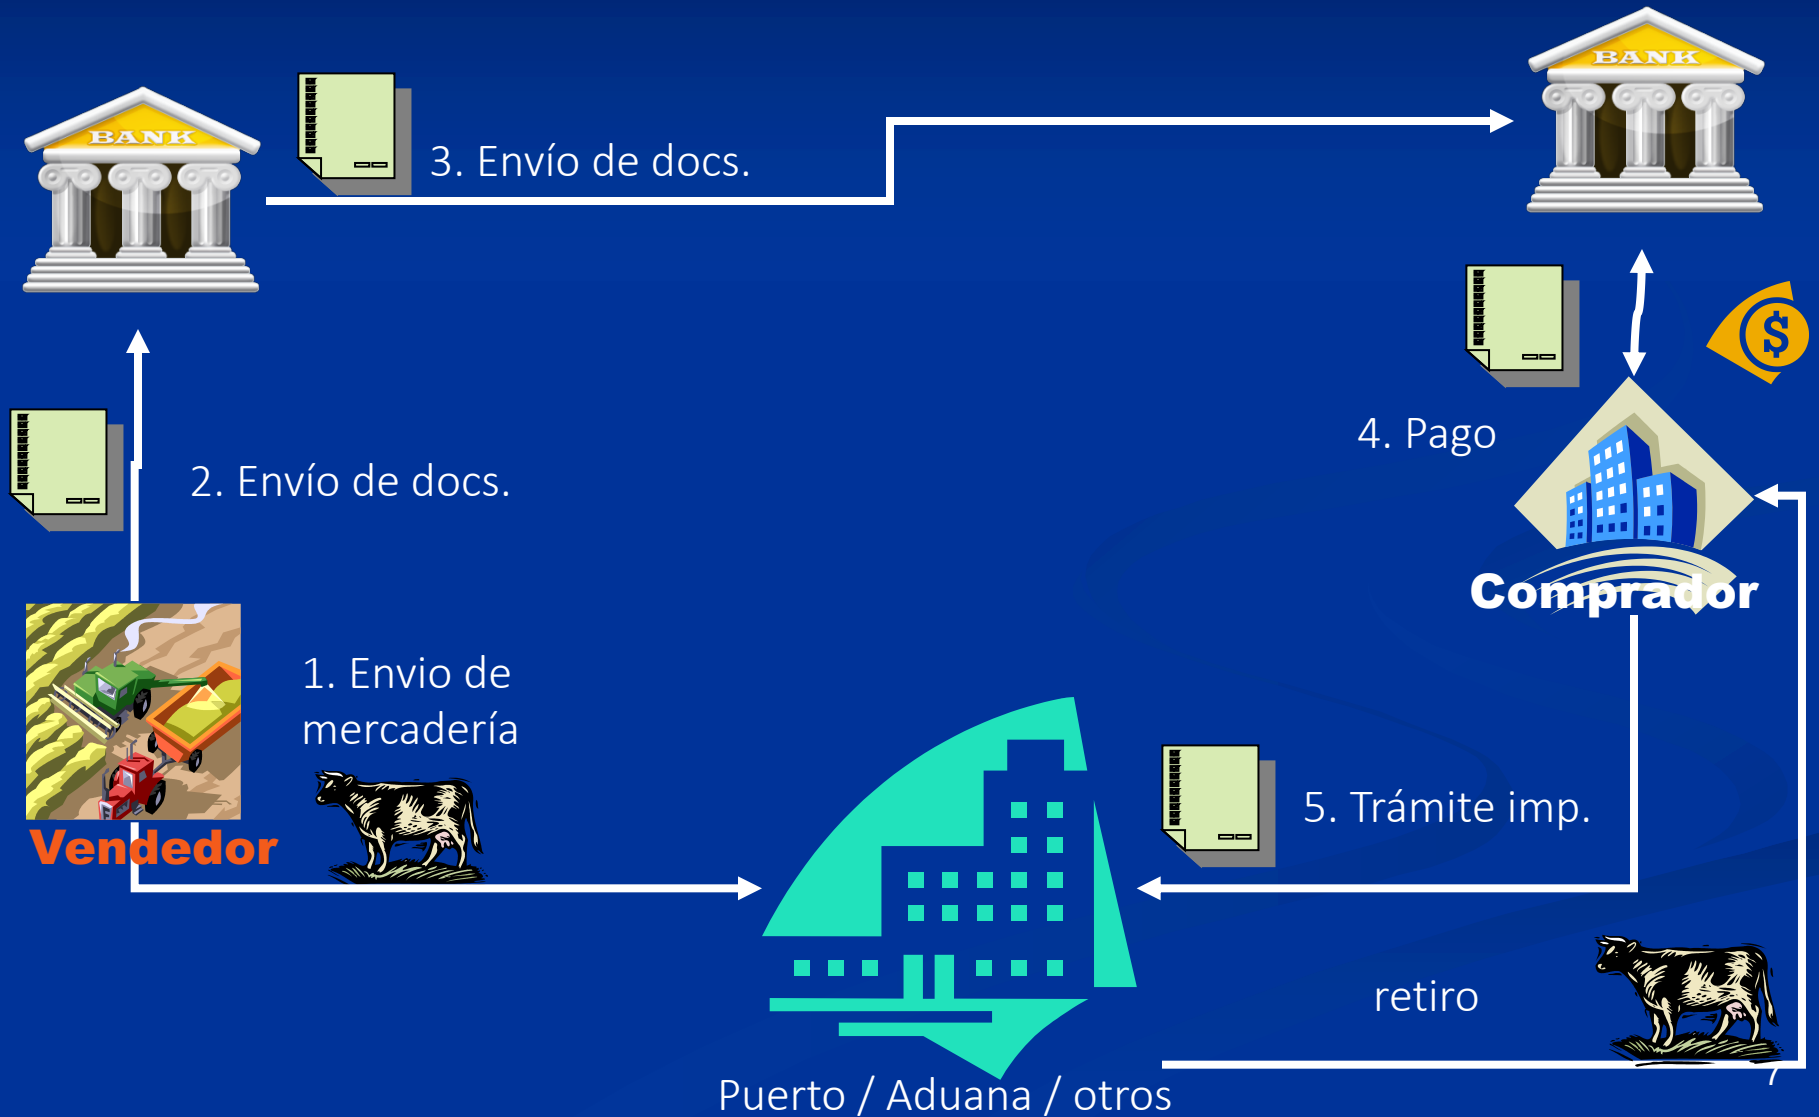 BANK
BANK
3. Envío de docs.
4. Pago
2. Envío de docs.
Comprador
1. Envio de
mercadería
Vendedor
5. Trámite imp.
retiro
7
Puerto / Aduana / otros